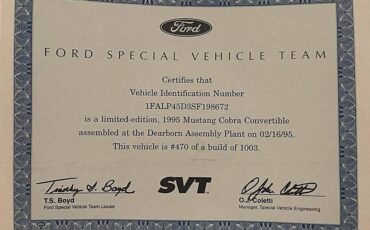 Ford
FORD SPECIAL VEHICLE TEAM
Certifies that
Vehicle Identification Number
1FALP45D3SF198672
is a limited-edition, 1995 Mustang Cobra Convertible
assembled at the Dearborn Assembly Plant on 02/16/95.
This vehicle is #470 of a build of 1003.
SVT
T.S. Boyd
Ford Special Vehicle Team Leader
O.J. Coletti
Manager, Special Vehicle Engineering